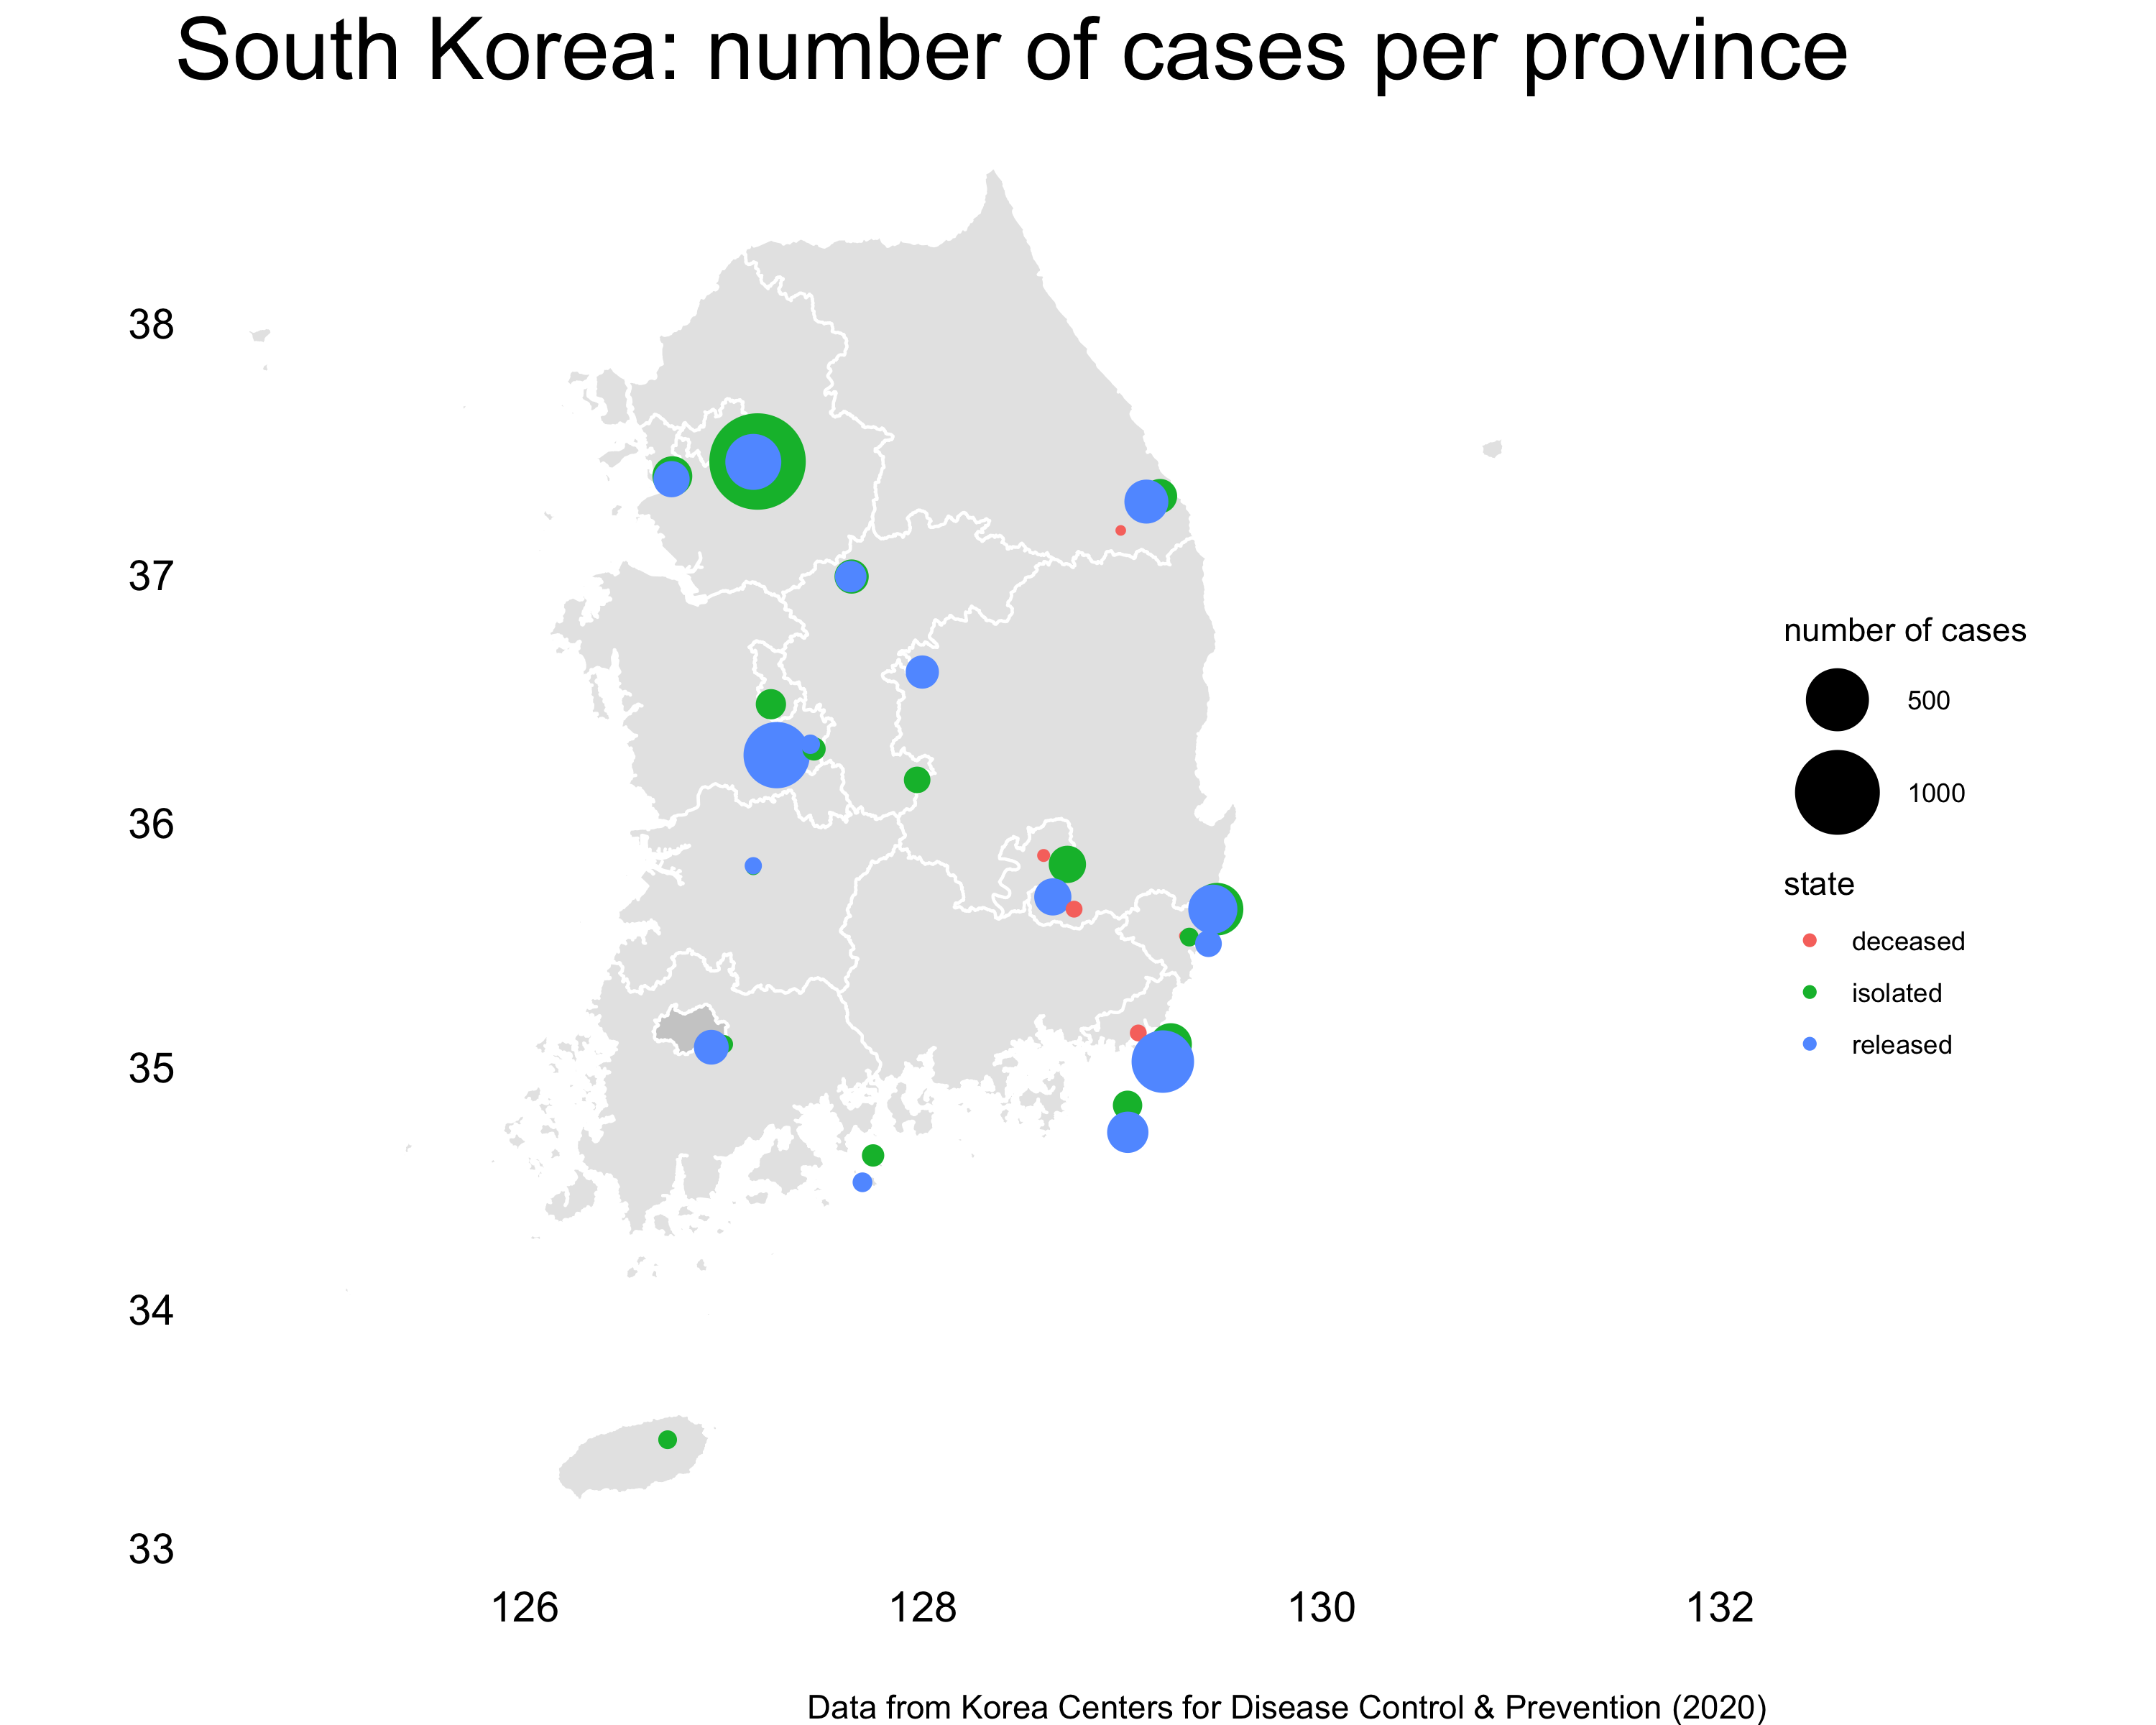 South Korea: number of cases per province
38
37
36
35
34
33
126 128 130 132
number of cases
500
1000
state
deceased
isolated
released
Data from Korea Centers for Disease Control & Prevention (2020)